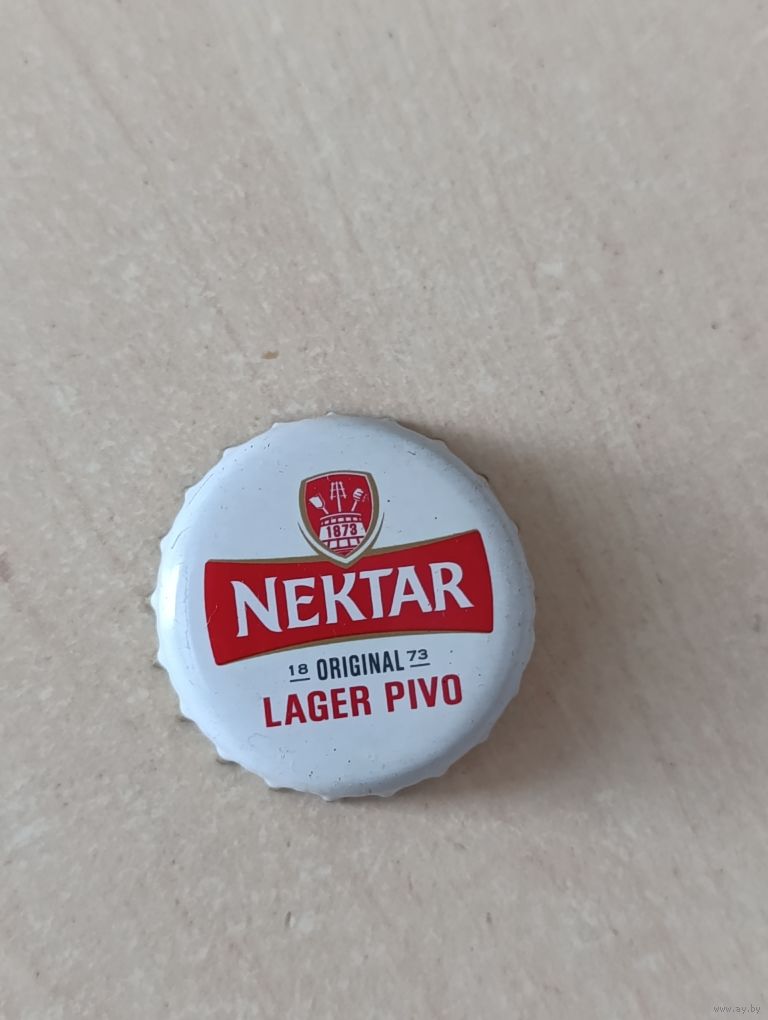 1873
NEKTAR
18 ORIGINAL 73
LAGER PIVO
www.ay.by